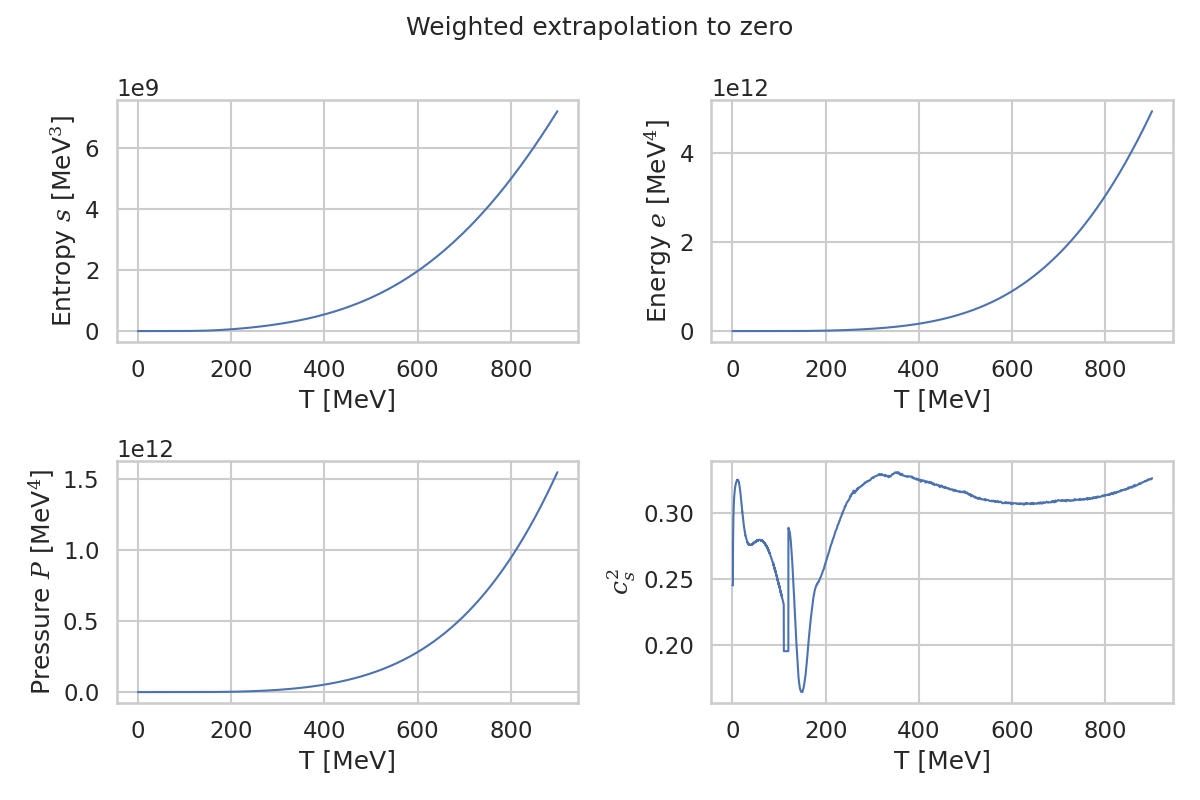 Weighted extrapolation to zero
1e9
Entropy s [MeV³]
6
4
2
0
0 200 400 600 800
T [MeV]
1e12
Energy e [MeV⁴]
4
2
0
0 200 400 600 800
T [MeV]
1e12
Pressure P [MeV⁴]
1.5
1.0
0.5
0.0
0 200 400 600 800
T [MeV]
c_s^2
0.30
0.25
0.20
0 200 400 600 800
T [MeV]